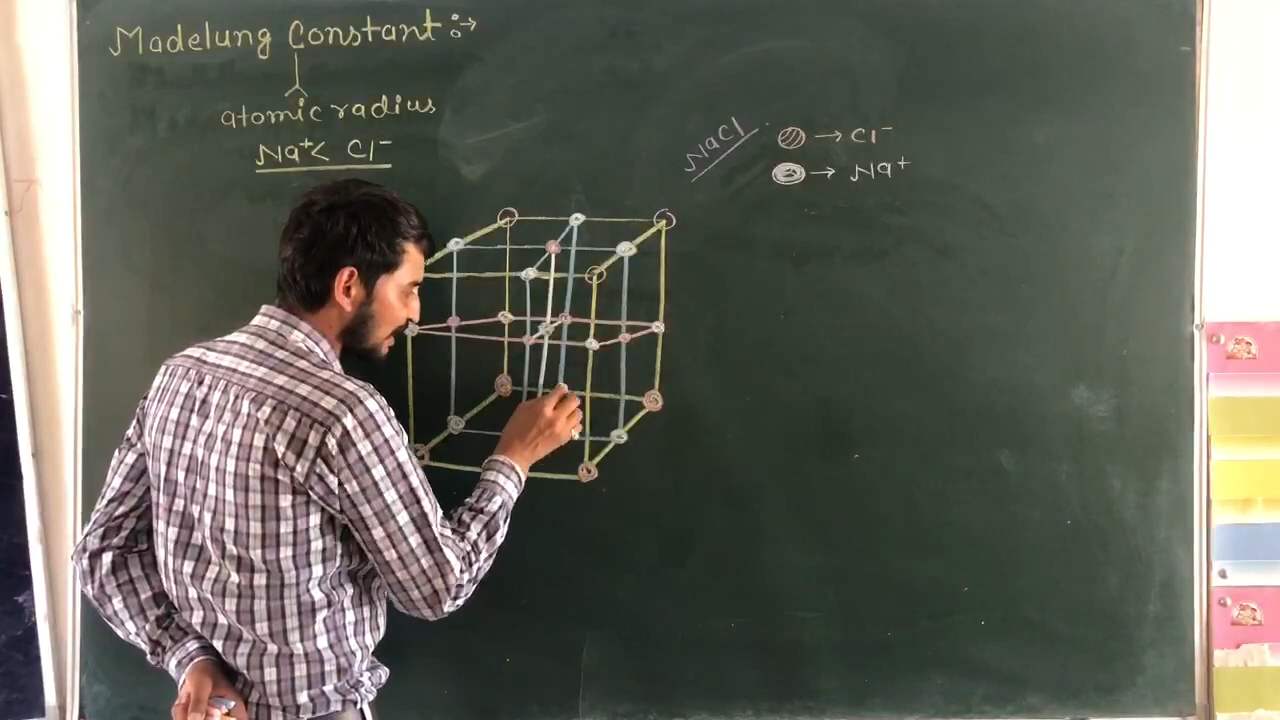 Madelung Constant :→
atomic radius
Na⁺< Cl⁻
NaCl
→ Cl⁻
→ Na⁺